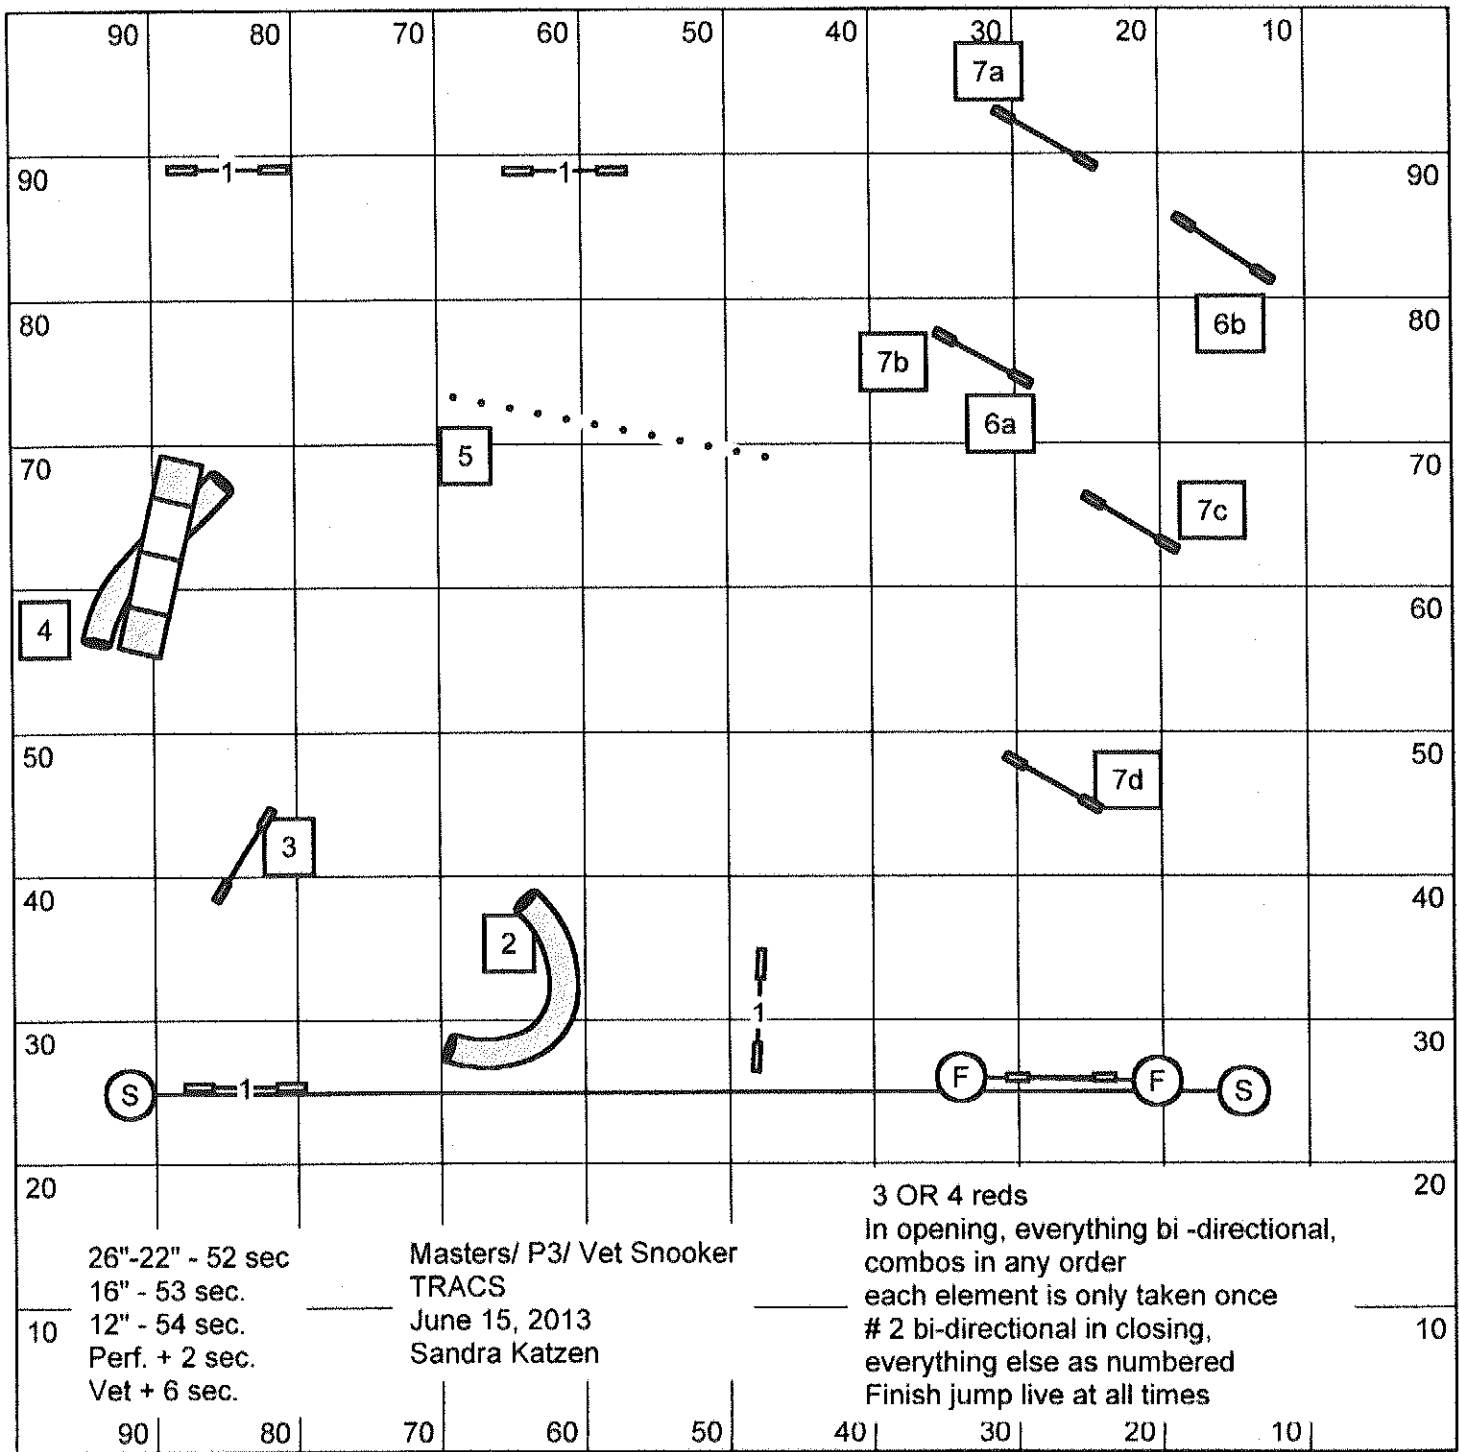 90 80 70 60 50 40 30 20 10
7a
1 1
90 90
6b
80 80
7b
6a
5
70 70
7c
4
60
50 50
7d
3
40 40
2
1
30 30
S 1 F F S
20 20
3 OR 4 reds
In opening, everything bi -directional,
combos in any order
each element is only taken once
# 2 bi-directional in closing,
everything else as numbered
Finish jump live at all times
Masters/ P3/ Vet Snooker
TRACS
June 15, 2013
Sandra Katzen
26"-22" - 52 sec
16" - 53 sec.
12" - 54 sec.
Perf. + 2 sec.
Vet + 6 sec.
10 10
90 80 70 60 50 40 30 20 10